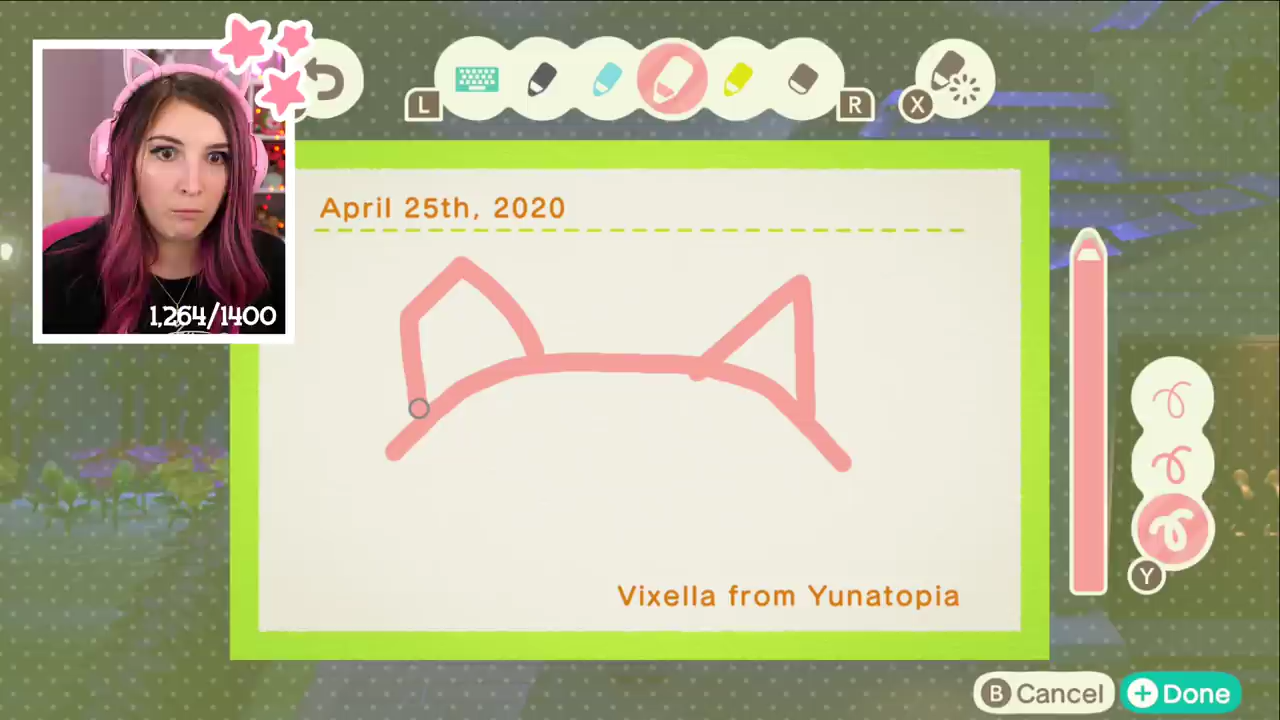 L
R
X
April 25th, 2020
1,264/1400
Vixella from Yunatopia
Y
B Cancel
+ Done